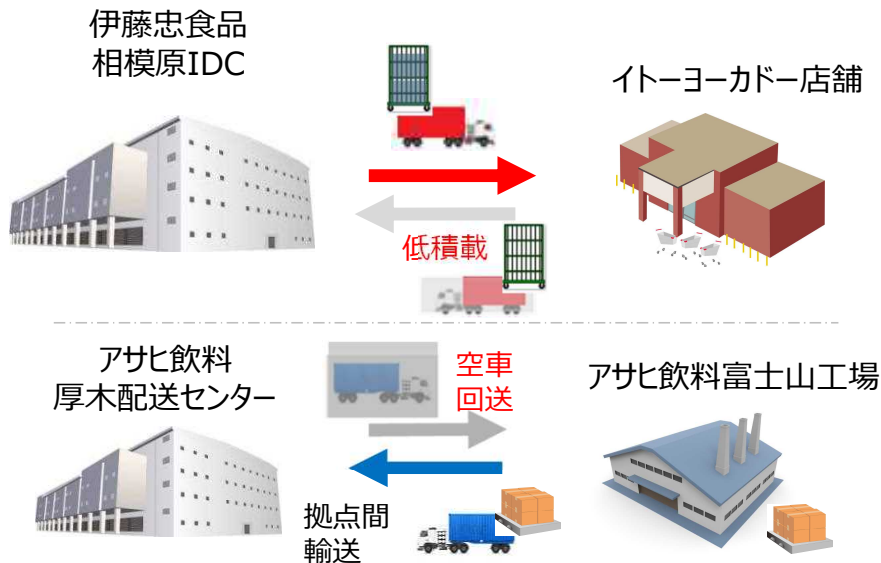 伊藤忠食品
相模原IDC
イトーヨーカドー店舗
低積載
アサヒ飲料
厚木配送センター
空車
回送
アサヒ飲料富士山工場
拠点間
輸送